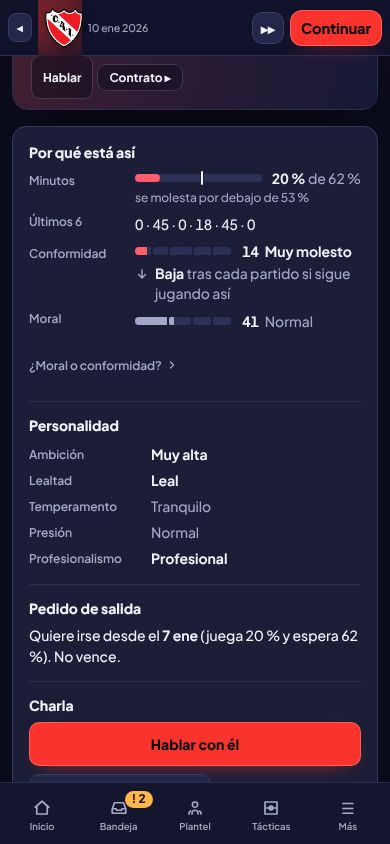 ◂
C.A.I.
10 ene 2026
▸▸
Continuar
Hablar
Contrato ▸
Por qué está así
Minutos
20 % de 62 %
se molesta por debajo de 53 %
Últimos 6
0 · 45 · 0 · 18 · 45 · 0
Conformidad
14 Muy molesto
↓ Baja tras cada partido si sigue
jugando así
Moral
41 Normal
¿Moral o conformidad? ›
Personalidad
Ambición Muy alta
Lealtad Leal
Temperamento Tranquilo
Presión Normal
Profesionalismo Profesional
Pedido de salida
Quiere irse desde el 7 ene (juega 20 % y espera 62
%). No vence.
Charla
Hablar con él
! 2
Inicio
Bandeja
Plantel
Tácticas
Más